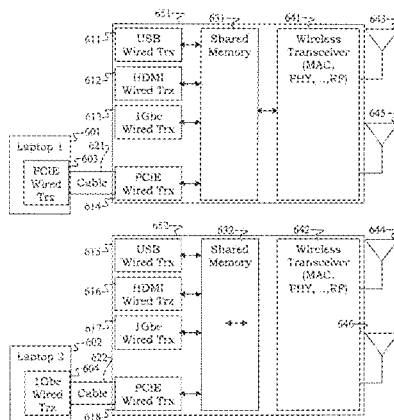 651 631 641 643
611 USB Wired Trx Shared Memory Wireless Transceiver (MAC, PHY, ..,RF)
612 HDMI Wired Trx
645
613 1Gbe Wired Trx
601 Laptop 1
603 621
PCIE Wired Trx Cable PCIE Wired Trx
614
652 632 642 644
615 USB Wired Trx Shared Memory Wireless Transceiver (MAC, PHY, ..,RF)
616 HDMI Wired Trx
646
617 1Gbe Wired Trx
602 Laptop 2
604 622
1Gbe Wired Trx Cable PCIE Wired Trx
618